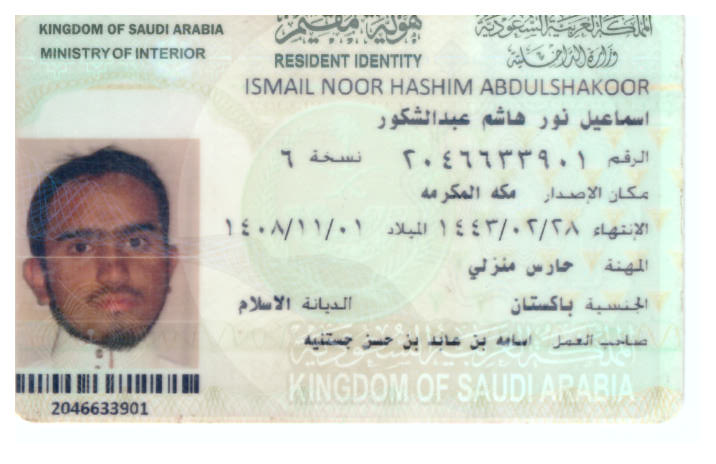 KINGDOM OF SAUDI ARABIA
MINISTRY OF INTERIOR
هوية مقيم
RESIDENT IDENTITY
المملكة العربية السعودية
وزارة الداخلية
ISMAIL NOOR HASHIM ABDULSHAKOOR
اسماعيل نور هاشم عبدالشكور
الرقم ٢٠٤٦٦٣٣٩٠١ نسخة ٦
مكان الإصدار مكه المكرمه
الإنتهاء ١٤٤٣/٠٢/٢٨ الميلاد ١٤٠٨/١١/٠١
المهنة حارس منزلي
الجنسية باكستان الديانة الاسلام
صاحب العمل اسامه بن عائد بن حسن جستنيه
المملكة العربية السعودية
KINGDOM OF SAUDI ARABIA
2046633901